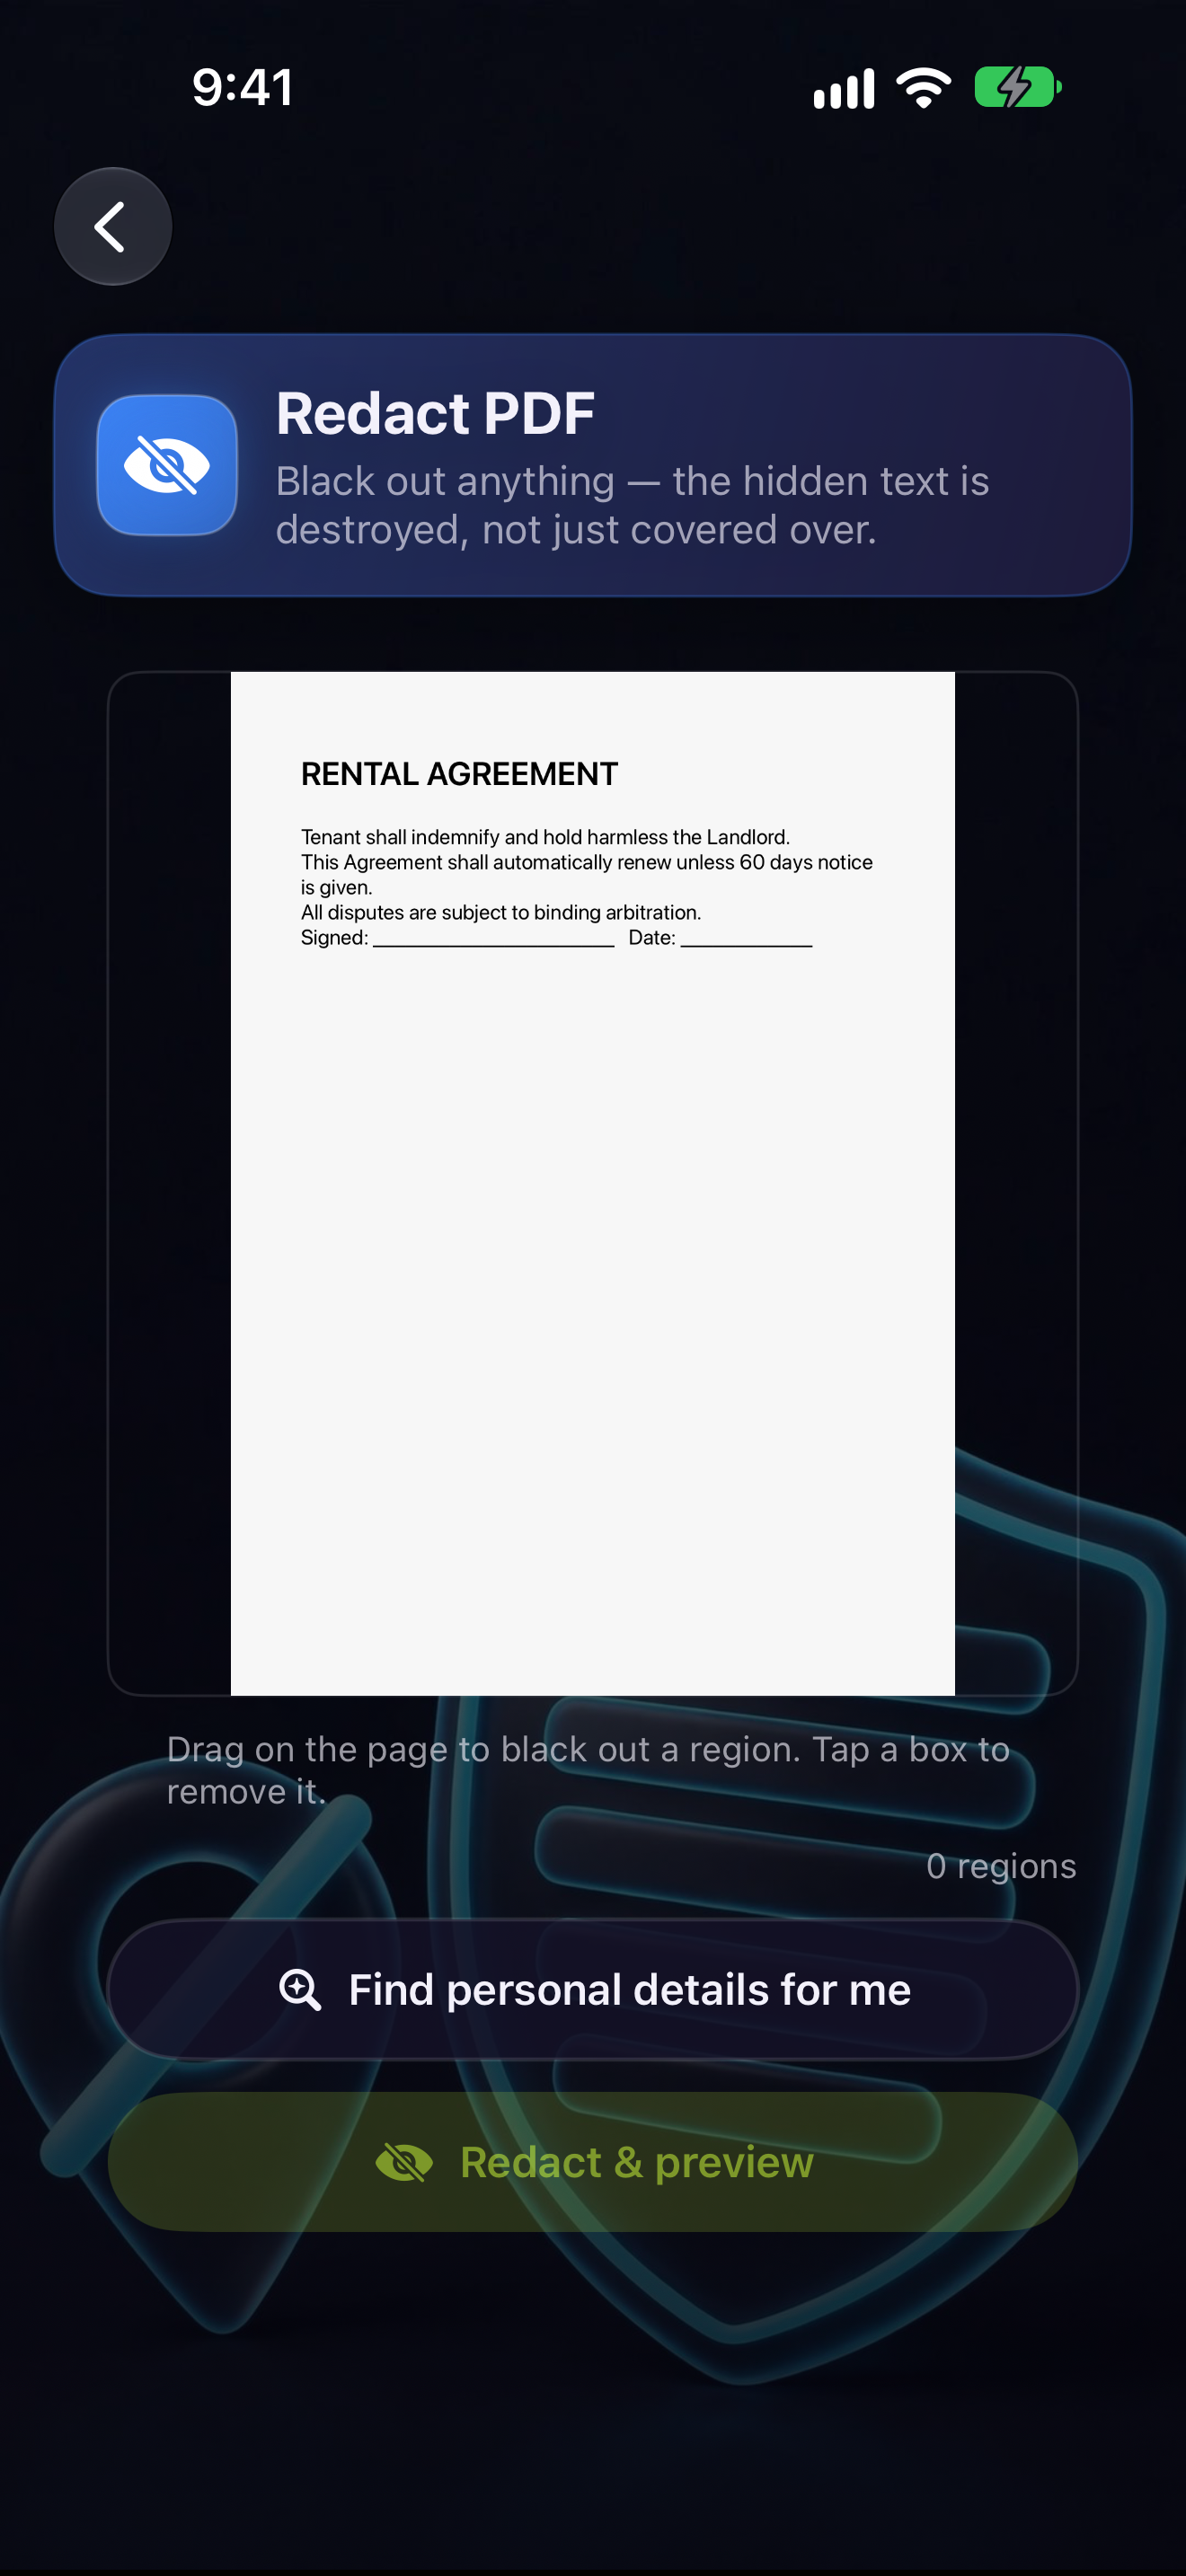 9:41
Redact PDF
Black out anything — the hidden text is
destroyed, not just covered over.
RENTAL AGREEMENT
Tenant shall indemnify and hold harmless the Landlord.
This Agreement shall automatically renew unless 60 days notice
is given.
All disputes are subject to binding arbitration.
Signed: ______________________ Date: ____________
Drag on the page to black out a region. Tap a box to
remove it.
0 regions
Find personal details for me
Redact & preview